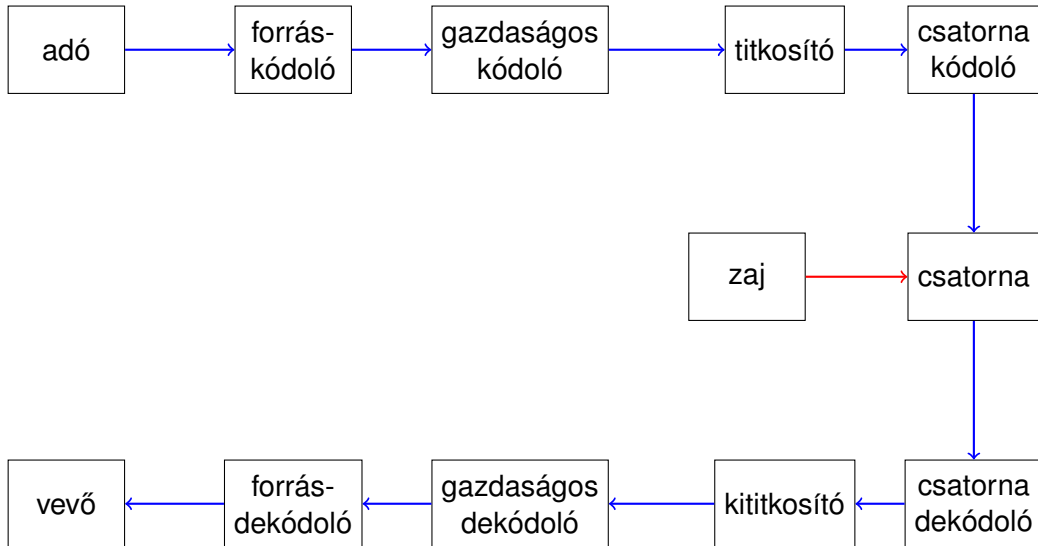 adó
forrás-
kódoló
gazdaságos
kódoló
titkosító
csatorna
kódoló
zaj
csatorna
vevő
forrás-
dekódoló
gazdaságos
dekódoló
kititkosító
csatorna
dekódoló